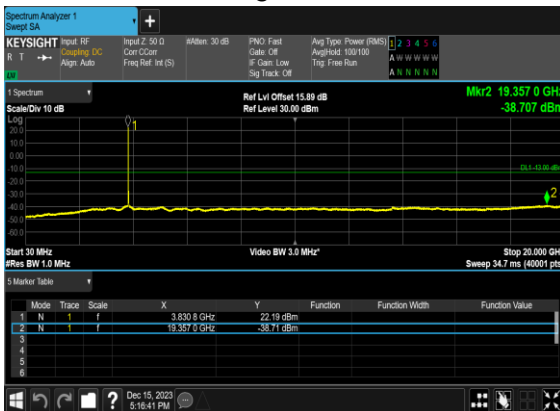 Spectrum Analyzer 1
Swept SA
KEYSIGHT Input: RF Input Z: 50 Ω #Atten: 30 dB PNO: Fast Avg Type: Power (RMS) 1 2 3 4 5 6
R T Coupling: DC Corr CCorr Gate: Off Avg|Hold: 100/100 A W W W W W
Align: Auto Freq Ref: Int (S) IF Gain: Low Trig: Free Run
Sig Track: Off A N N N N N
1 Spectrum
Scale/Div 10 dB
Ref Lvl Offset 15.89 dB
Ref Level 30.00 dBm
Mkr2 19.357 0 GHz
-38.707 dBm
Log
20.0
10.0
0.00
-10.0
-20.0
-30.0
-40.0
-50.0
-60.0
1
DL1 -13.00 dBm
2
Start 30 MHz Video BW 3.0 MHz* Stop 20.000 GHz
#Res BW 1.0 MHz Sweep 34.7 ms (40001 pts)
5 Marker Table
Mode Trace Scale X Y Function Function Width Function Value
1 N 1 f 3.830 8 GHz 22.19 dBm
2 N 1 f 19.357 0 GHz -38.71 dBm
3
4
5
6
? Dec 15, 2023
5:16:41 PM